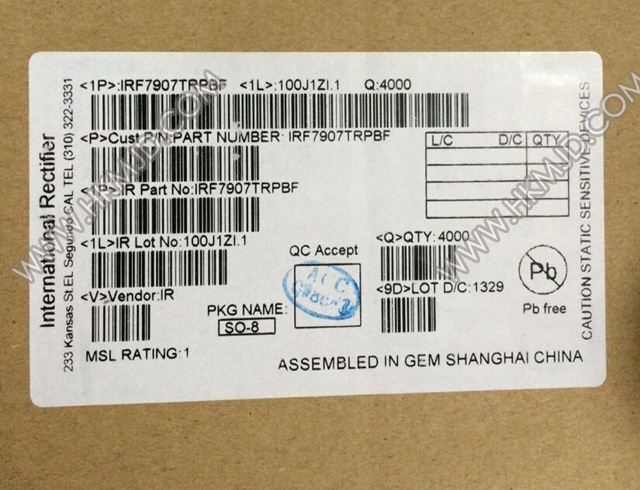 <1P>:IRF7907TRPBF <1L>:100J1ZI.1 Q:4000
<P>Cust P/N:PART NUMBER: IRF7907TRPBF
L/C D/C QTY
<1P>IR Part No:IRF7907TRPBF
<1L>IR Lot No:100J1ZI.1
QC Accept
<Q>QTY: 4000
<V>Vendor:IR
PKG NAME:
SO-8
<9D>LOT D/C:1329
Pb
Pb free
MSL RATING:1
ASSEMBLED IN GEM SHANGHAI CHINA
International Rectifier
233 Kansas St.EL Segundo CAL TEL (310) 322-3331
CAUTION STATIC SENSITIVE DEVICES
WWW.HKMJD.COM
WWW.HKMJD.COM